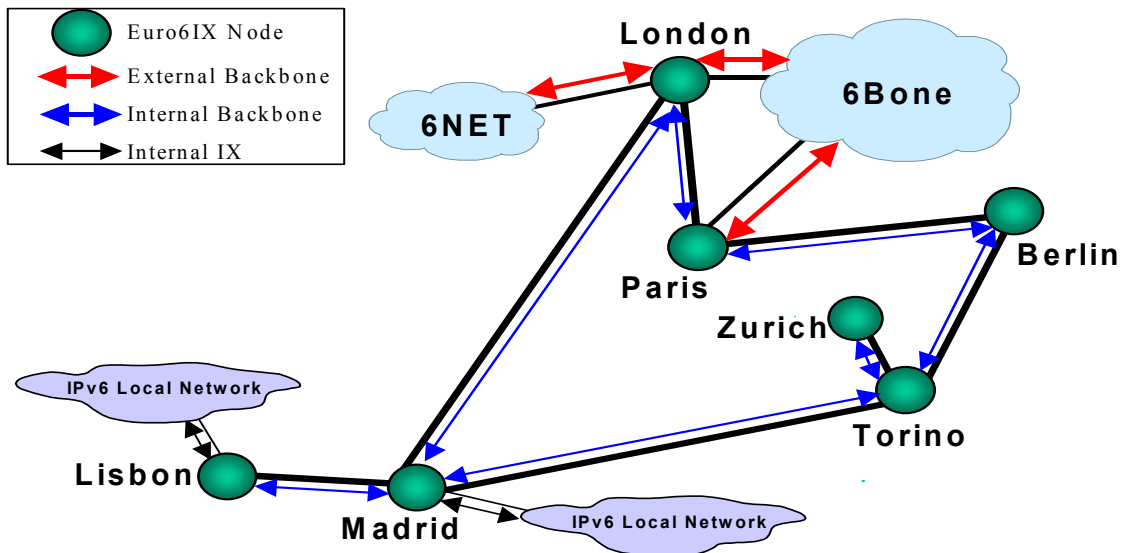 Euro6IX Node
External Backbone
Internal Backbone
Internal IX
London
6NET
6Bone
Paris
Berlin
Zurich
Torino
IPv6 Local Network
Lisbon
Madrid
IPv6 Local Network